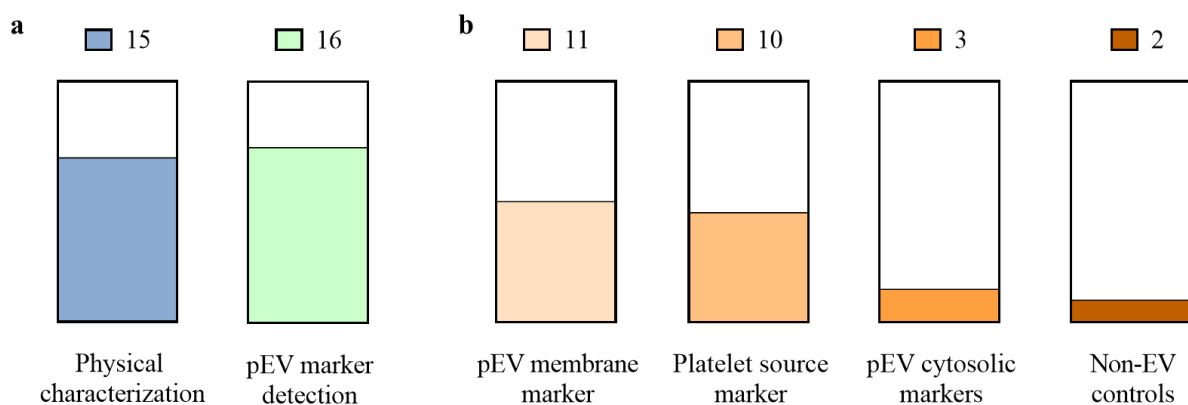 a
15
16
b
11
10
3
2
Physical
characterization
pEV marker
detection
pEV membrane
marker
Platelet source
marker
pEV cytosolic
markers
Non-EV
controls